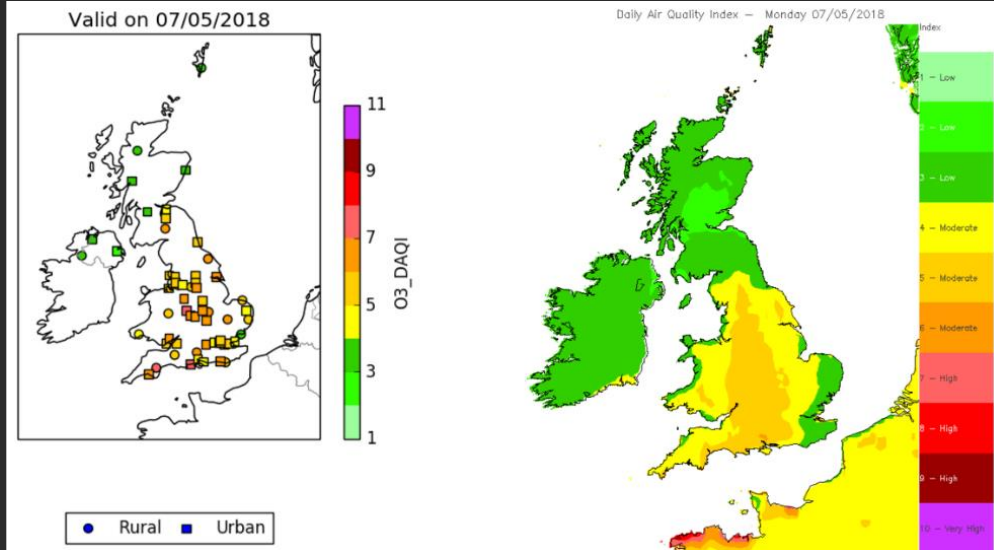 Valid on 07/05/2018
11
9
7
5
3
1
O3_DAQI
Rural
Urban
Daily Air Quality Index - Monday 07/05/2018
Index
1 - Low
2 - Low
3 - Low
4 - Moderate
5 - Moderate
6 - Moderate
7 - High
8 - High
9 - High
10 - Very High